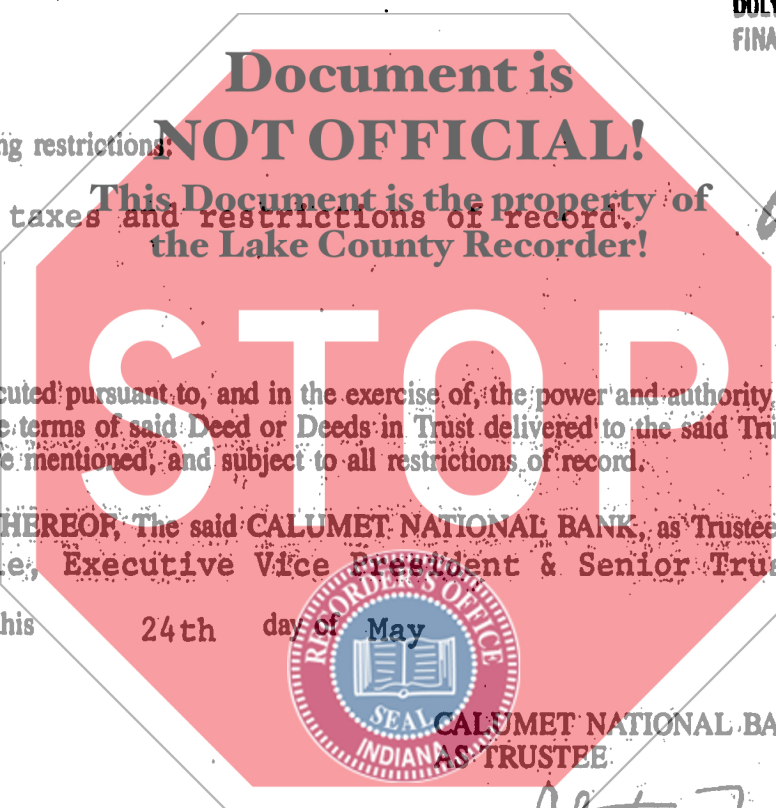 DULY
FINA
Document is
ng restrictions:
NOT OFFICIAL!
This Document is the property of
taxes and restrictions of record.
the Lake County Recorder!
STOP
cuted pursuant to, and in the exercise of, the power and authority,
e terms of said Deed or Deeds in Trust delivered to the said Tru
e mentioned, and subject to all restrictions of record.
HEREOF, The said CALUMET NATIONAL BANK, as Trustee
le, Executive Vice President & Senior Trus
his 24th day of May
RECORDER'S OFFICE
SEAL
INDIANA
CALUMET NATIONAL BA
AS TRUSTEE